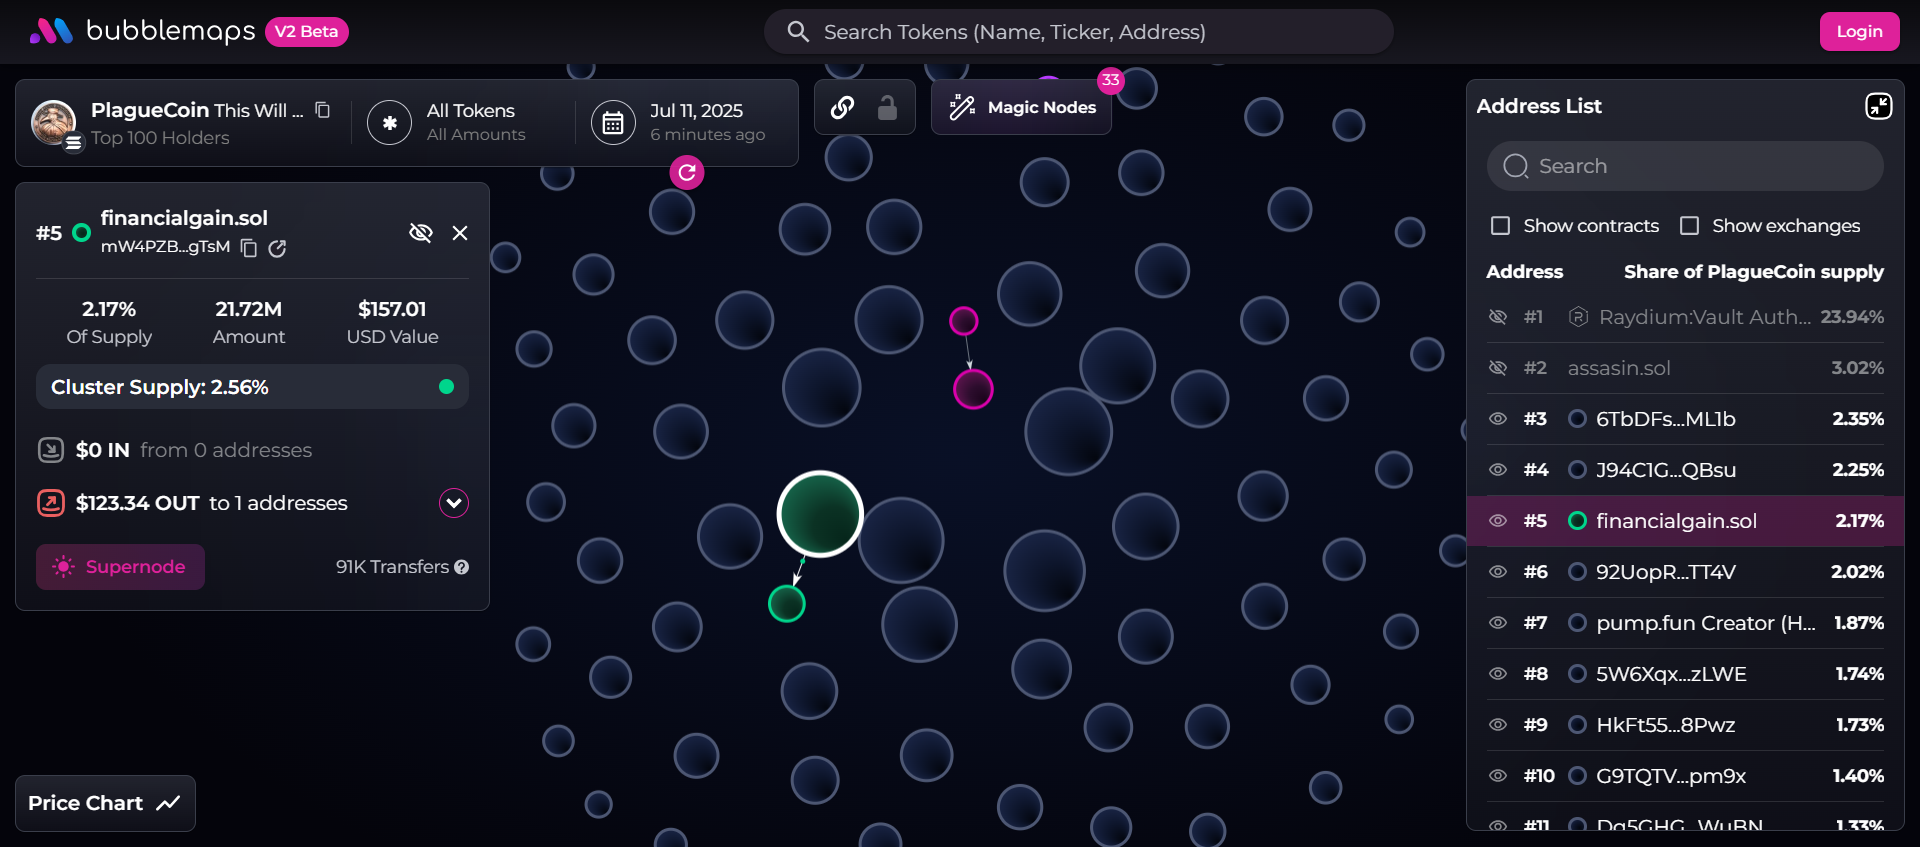 bubblemaps V2 Beta
Search Tokens (Name, Ticker, Address)
Login
PlagueCoin This Will ...
Top 100 Holders
All Tokens
All Amounts
Jul 11, 2025
6 minutes ago
Magic Nodes
33
#5 financialgain.sol
mW4PZB...gTsM
2.17% 21.72M $157.01
Of Supply Amount USD Value
Cluster Supply: 2.56%
$0 IN from 0 addresses
$123.34 OUT to 1 addresses
Supernode 91K Transfers ?
Price Chart
Address List
Search
Show contracts Show exchanges
Address Share of PlagueCoin supply
#1 Raydium:Vault Auth... 23.94%
#2 assasin.sol 3.02%
#3 6TbDFs...ML1b 2.35%
#4 J94C1G...QBsu 2.25%
#5 financialgain.sol 2.17%
#6 92UopR...TT4V 2.02%
#7 pump.fun Creator (H... 1.87%
#8 5W6Xqx...zLWE 1.74%
#9 HkFt55...8Pwz 1.73%
#10 G9TQTV...pm9x 1.40%
#11 1.33%